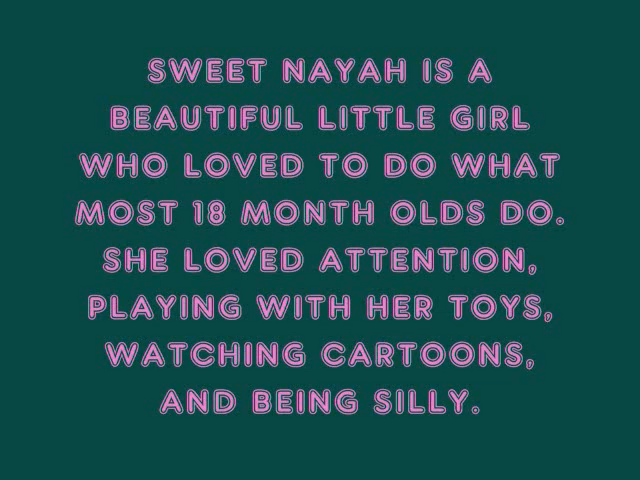 SWEET NAYAH IS A
BEAUTIFUL LITTLE GIRL
WHO LOVED TO DO WHAT
MOST 18 MONTH OLDS DO.
SHE LOVED ATTENTION,
PLAYING WITH HER TOYS,
WATCHING CARTOONS,
AND BEING SILLY.